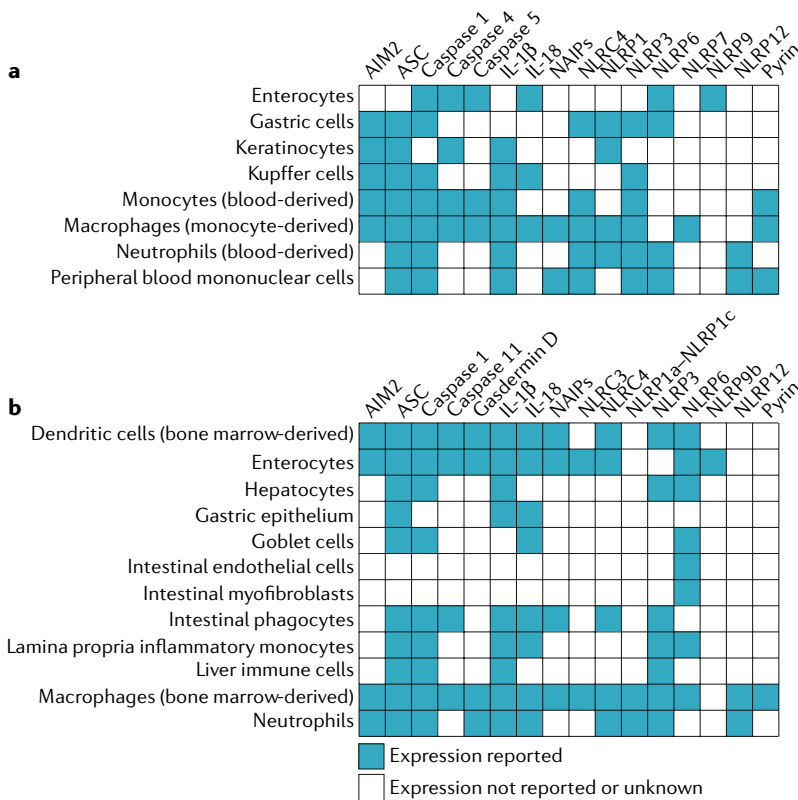 a
AIM2
ASC
Caspase 1
Caspase 4
Caspase 5
IL-1β
IL-18
NAIPs
NLRC4
NLRP1
NLRP3
NLRP6
NLRP7
NLRP9
NLRP12
Pyrin
Enterocytes
Gastric cells
Keratinocytes
Kupffer cells
Monocytes (blood-derived)
Macrophages (monocyte-derived)
Neutrophils (blood-derived)
Peripheral blood mononuclear cells
b
AIM2
ASC
Caspase 1
Caspase 11
Gasdermin D
IL-1β
IL-18
NAIPs
NLRC3
NLRC4
NLRP1a–NLRP1c
NLRP3
NLRP6
NLRP9b
NLRP12
Pyrin
Dendritic cells (bone marrow-derived)
Enterocytes
Hepatocytes
Gastric epithelium
Goblet cells
Intestinal endothelial cells
Intestinal myofibroblasts
Intestinal phagocytes
Lamina propria inflammatory monocytes
Liver immune cells
Macrophages (bone marrow-derived)
Neutrophils
Expression reported
Expression not reported or unknown